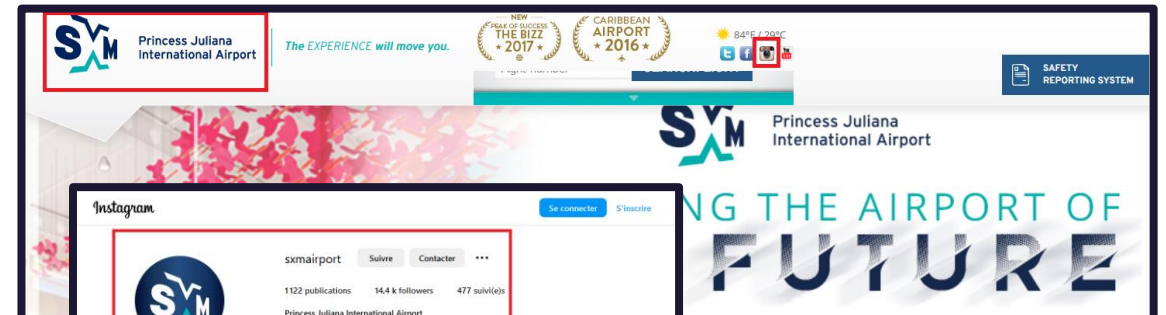 SXM
Princess Juliana
International Airport
The EXPERIENCE will move you.
NEW
PEAK OF SUCCESS
THE BIZZ
2017
CARIBBEAN
AIRPORT
2016
84°F / 29°C
SAFETY
REPORTING SYSTEM
SXM
Princess Juliana
International Airport
NG THE AIRPORT OF
FUTURE
Instagram
Se connecter
S'inscrire
SXM
sxmairport
Suivre
Contacter
1122 publications
14,4 k followers
477 suivi(e)s
Princess Juliana International Airport